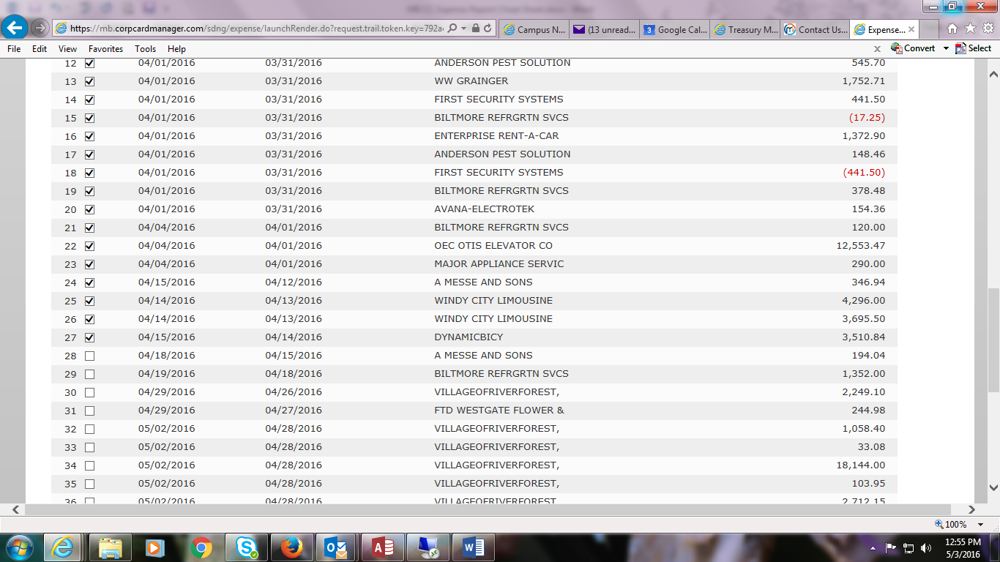 https://mb.corpcardmanager.com/sdng/expense/launchRender.do?request.trail.token.key=792a
Campus N...
(13 unread...
3 Google Cal...
Treasury M...
Contact Us...
Expense...
File Edit View Favorites Tools Help
x Convert Select
12 04/01/2016 03/31/2016 ANDERSON PEST SOLUTION 545.70
13 04/01/2016 03/31/2016 WW GRAINGER 1,752.71
14 04/01/2016 03/31/2016 FIRST SECURITY SYSTEMS 441.50
15 04/01/2016 03/31/2016 BILTMORE REFRGRTN SVCS (17.25)
16 04/01/2016 03/31/2016 ENTERPRISE RENT-A-CAR 1,372.90
17 04/01/2016 03/31/2016 ANDERSON PEST SOLUTION 148.46
18 04/01/2016 03/31/2016 FIRST SECURITY SYSTEMS (441.50)
19 04/01/2016 03/31/2016 BILTMORE REFRGRTN SVCS 378.48
20 04/01/2016 03/31/2016 AVANA-ELECTROTEK 154.36
21 04/04/2016 04/01/2016 BILTMORE REFRGRTN SVCS 120.00
22 04/04/2016 04/01/2016 OEC OTIS ELEVATOR CO 12,553.47
23 04/04/2016 04/01/2016 MAJOR APPLIANCE SERVIC 290.00
24 04/15/2016 04/12/2016 A MESSE AND SONS 346.94
25 04/14/2016 04/13/2016 WINDY CITY LIMOUSINE 4,296.00
26 04/14/2016 04/13/2016 WINDY CITY LIMOUSINE 3,695.50
27 04/15/2016 04/14/2016 DYNAMICBICY 3,510.84
28 04/18/2016 04/15/2016 A MESSE AND SONS 194.04
29 04/19/2016 04/18/2016 BILTMORE REFRGRTN SVCS 1,352.00
30 04/29/2016 04/26/2016 VILLAGEOFRIVERFOREST, 2,249.10
31 04/29/2016 04/27/2016 FTD WESTGATE FLOWER & 244.98
32 05/02/2016 04/28/2016 VILLAGEOFRIVERFOREST, 1,058.40
33 05/02/2016 04/28/2016 VILLAGEOFRIVERFOREST, 33.08
34 05/02/2016 04/28/2016 VILLAGEOFRIVERFOREST, 18,144.00
35 05/02/2016 04/28/2016 VILLAGEOFRIVERFOREST, 103.95
36 05/02/2016 04/28/2016 VILLAGEOFRIVERFOREST, 2,712.15
100%
12:55 PM
5/3/2016